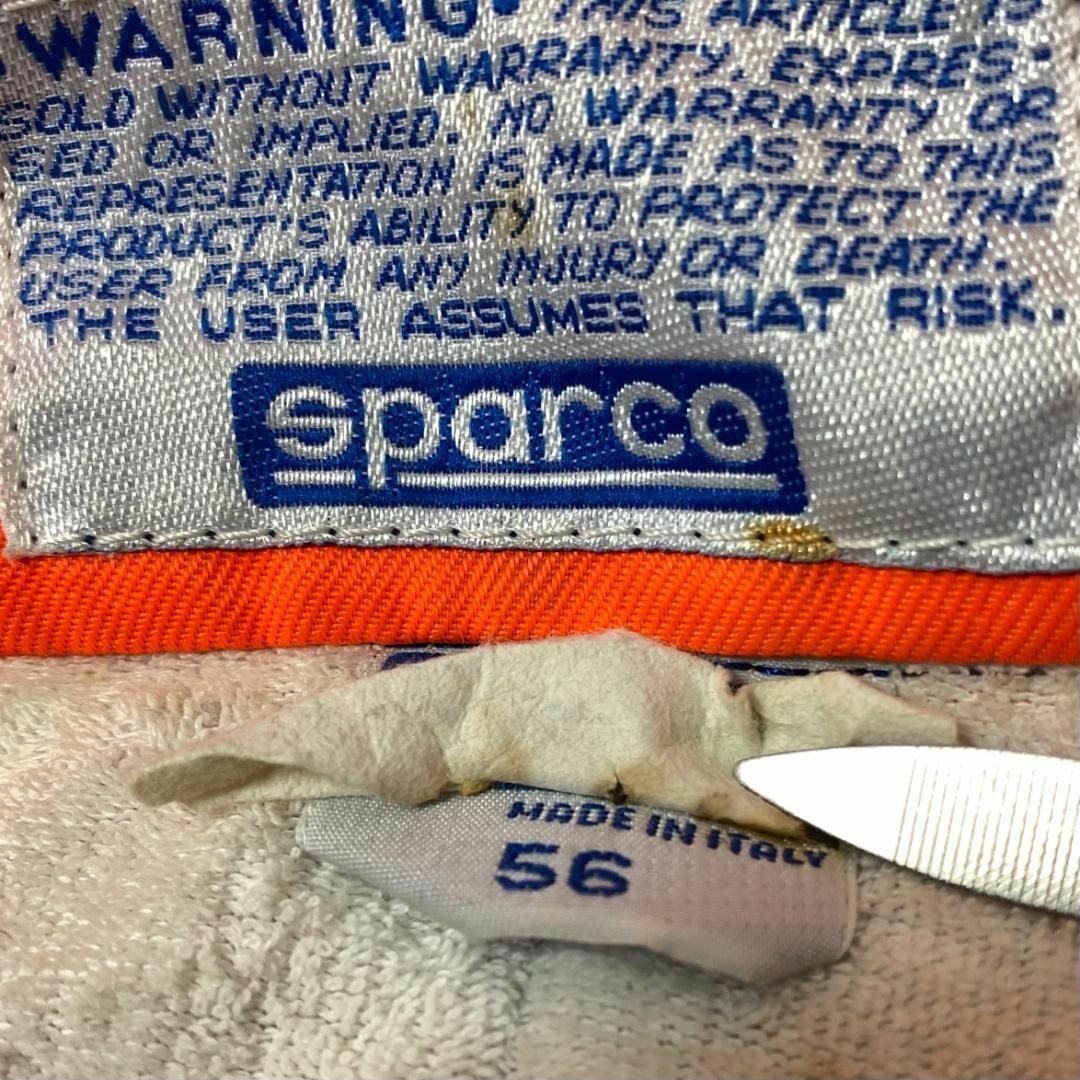 WARNING: THIS ARTICLE IS
SOLD WITHOUT WARRANTY, EXPRES-
SED OR IMPLIED. NO WARRANTY OR
REPRESENTATION IS MADE AS TO THIS
PRODUCT'S ABILITY TO PROTECT THE
USER FROM ANY INJURY OR DEATH.
THE USER ASSUMES THAT RISK.
sparco
MADE IN ITALY
56